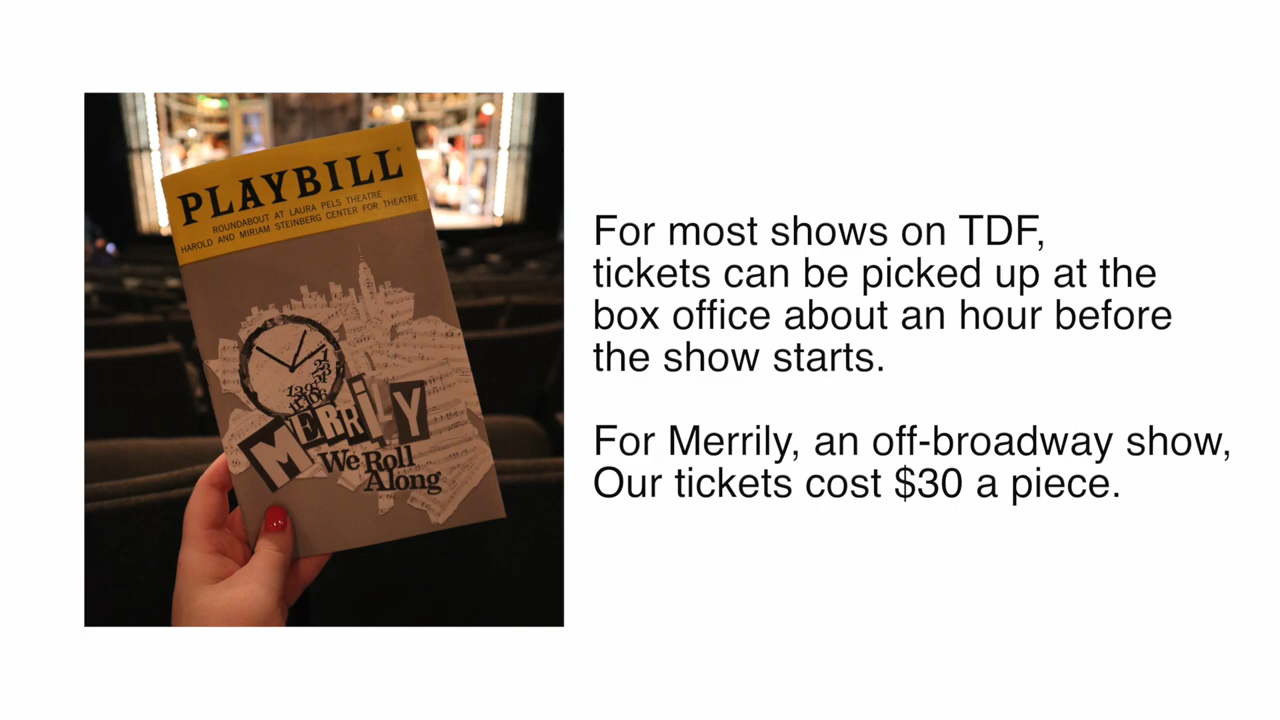 PLAYBILL
ROUNDABOUT AT LAURA PELS THEATRE
HAROLD AND MIRIAM STEINBERG CENTER FOR THEATRE
MERRILY
We Roll
Along
For most shows on TDF,
tickets can be picked up at the
box office about an hour before
the show starts.
For Merrily, an off-broadway show,
Our tickets cost $30 a piece.